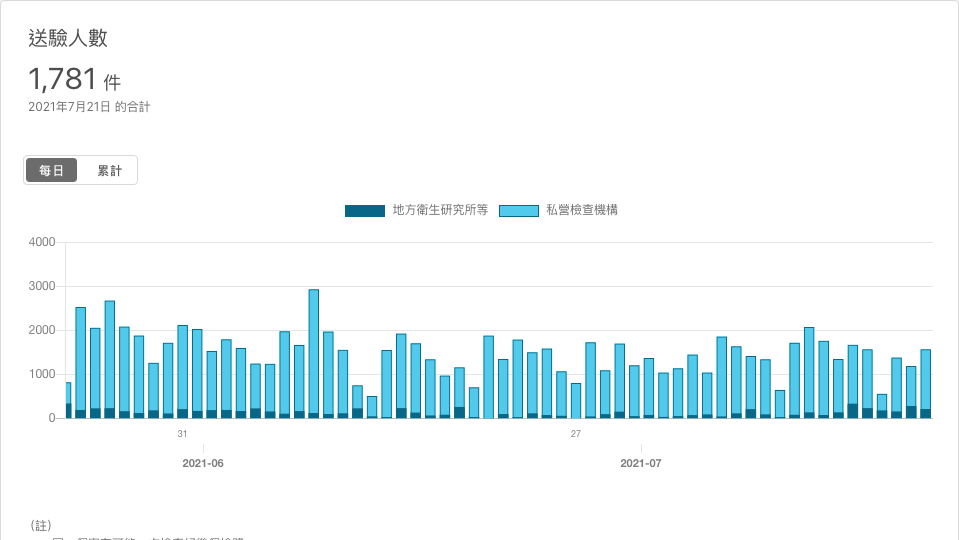 送驗人數
1,781 件
2021年7月21日 的合計
每日 累計
地方衛生研究所等 私營檢查機構
4000
3000
2000
1000
0
31 27
2021-06 2021-07
（註）